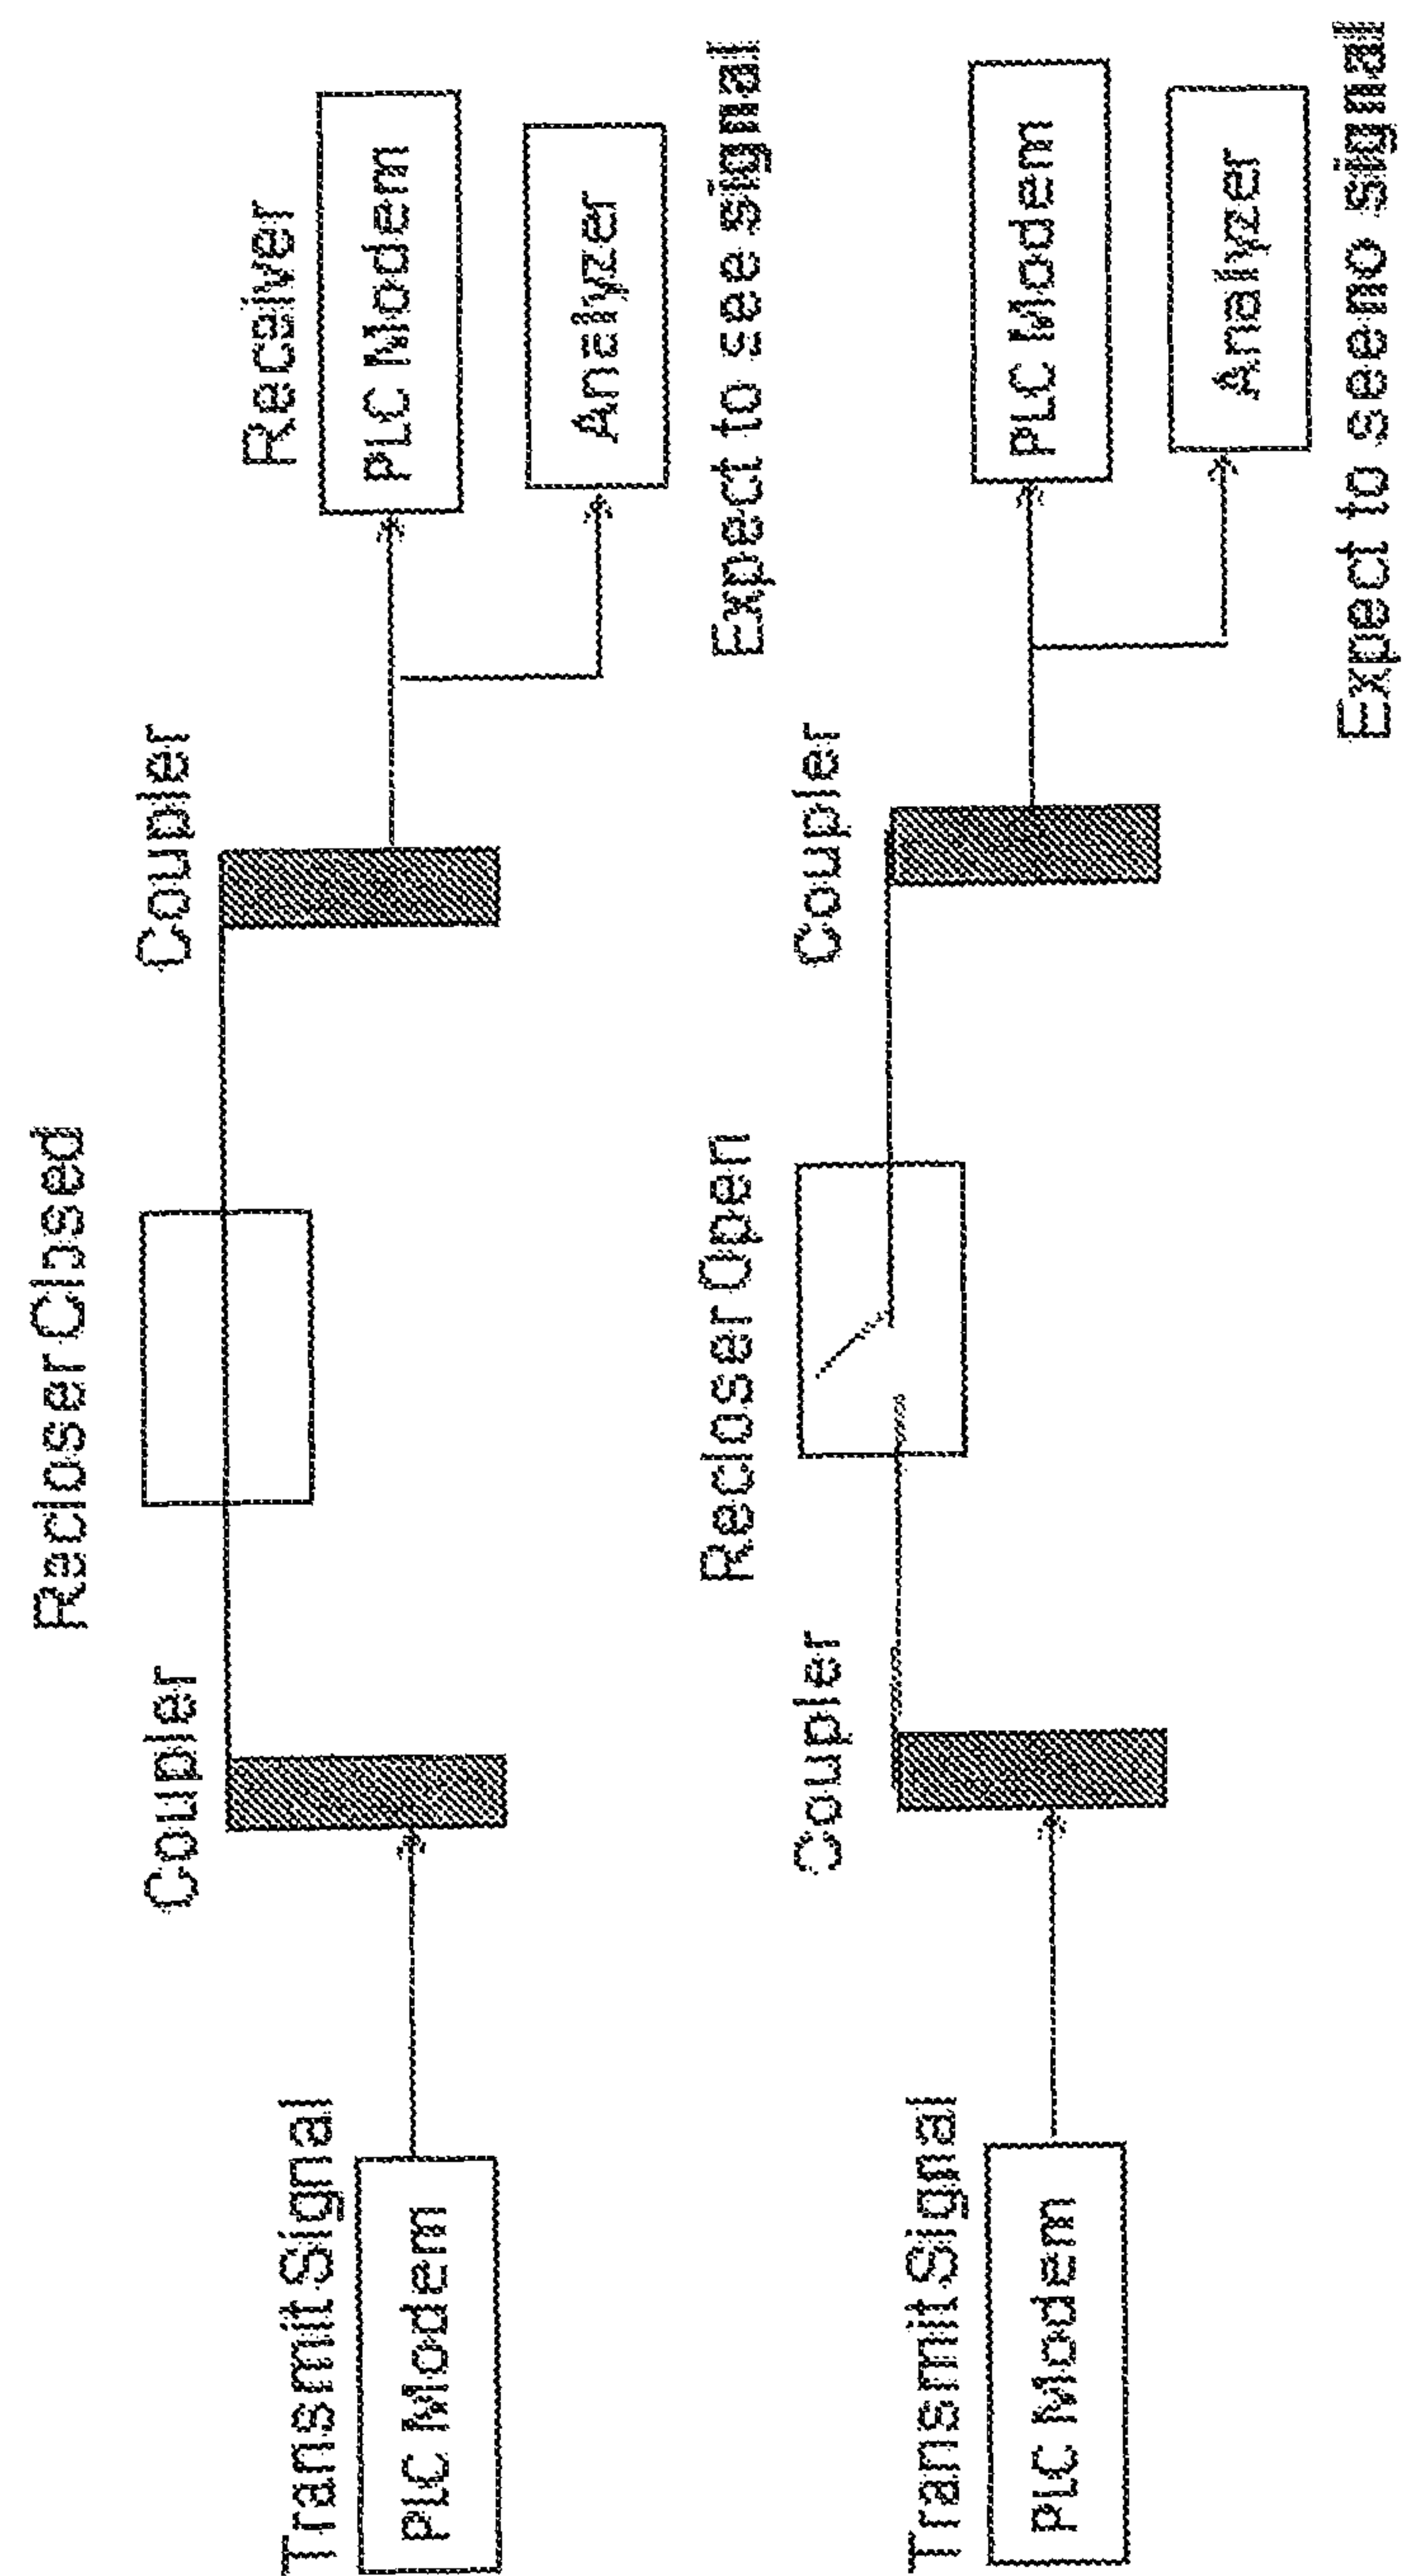 Recloser Closed
Coupler
Coupler
Transmit Signal
Receiver
PLC Modem
PLC Modem
Analyzer
Expect to see signal
Recloser Open
Coupler
Coupler
Transmit Signal
PLC Modem
PLC Modem
Analyzer
Expect to see no signal